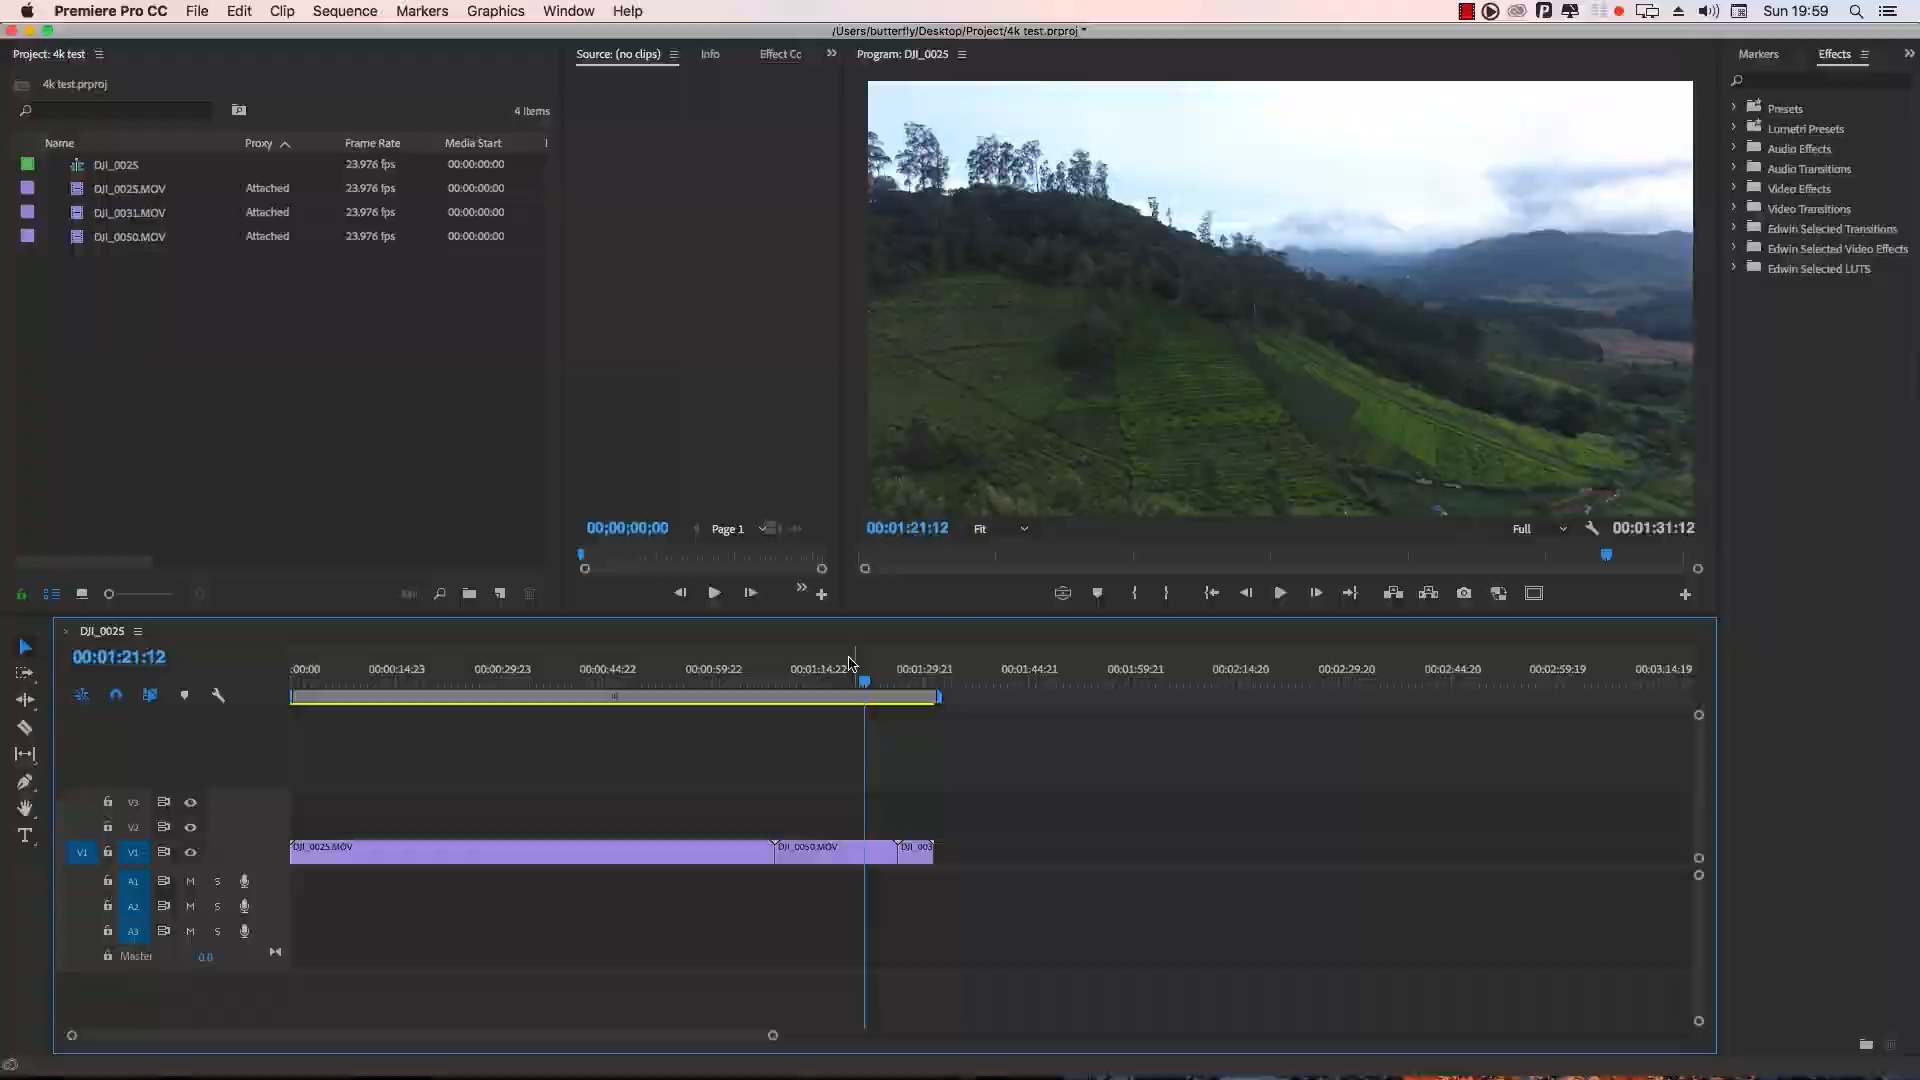 Premiere Pro CC File Edit Clip Sequence Markers Graphics Window Help Sun 19:59
/Users/butterfly/Desktop/Project/4k test.prproj *
Project: 4k test
Source: (no clips) Info Effect Cc
Program: DJI_0025
Markers Effects
4k test.prproj
4 Items
Name Proxy Frame Rate Media Start
DJI_0025 23.976 fps 00:00:00:00
DJI_0025.MOV Attached 23.976 fps 00:00:00:00
DJI_0031.MOV Attached 23.976 fps 00:00:00:00
DJI_0050.MOV Attached 23.976 fps 00:00:00:00
Presets
Lumetri Presets
Audio Effects
Audio Transitions
Video Effects
Video Transitions
Edwin Selected Transitions
Edwin Selected Video Effects
Edwin Selected LUTS
00;00;00;00 Page 1
00:01:21:12 Fit Full 00:01:31:12
DJI_0025
00:01:21:12
:00:00 00:00:14:23 00:00:29:23 00:00:44:22 00:00:59:22 00:01:14:22 00:01:29:21 00:01:44:21 00:01:59:21 00:02:14:20 00:02:29:20 00:02:44:20 00:02:59:19 00:03:14:19
V3
V2
V1 V1 DJI_0025.MOV DJI_0050.MOV DJI_003
A1 M S
A2 M S
A3 M S
Master 0.0